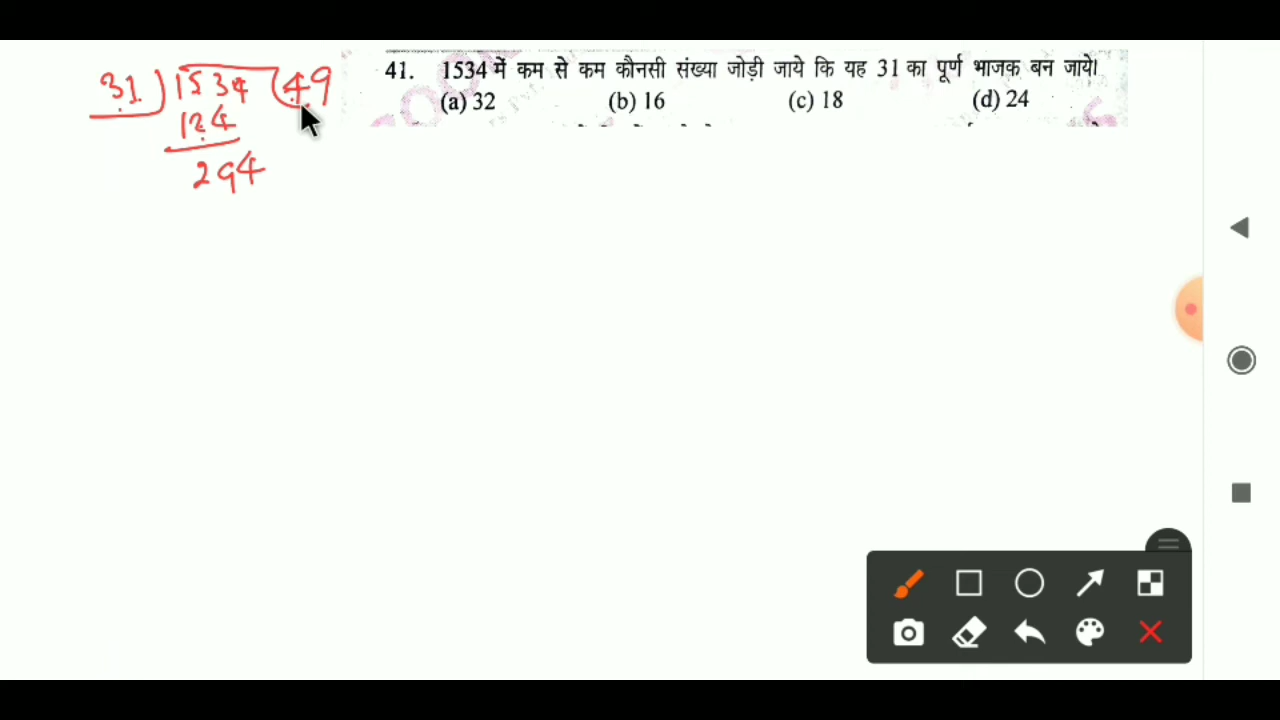 41. 1534 में कम से कम कौनसी संख्या जोड़ी जाये कि यह 31 का पूर्ण भाजक बन जाये।
(a) 32 (b) 16 (c) 18 (d) 24
31 ) 1534 ( 49
124
294